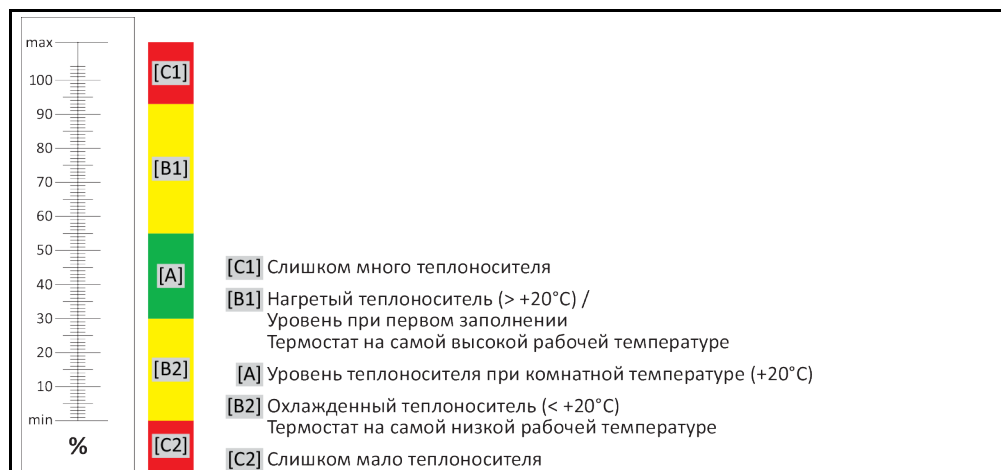 max
100
90
80
70
60
50
40
30
20
10
min
%
[C1]
[B1]
[A]
[B2]
[C2]
[C1] Слишком много теплоносителя
[B1] Нагретый теплоноситель (> +20°C) /
Уровень при первом заполнении
Термостат на самой высокой рабочей температуре
[A] Уровень теплоносителя при комнатной температуре (+20°C)
[B2] Охлажденный теплоноситель (< +20°C)
Термостат на самой низкой рабочей температуре
[C2] Слишком мало теплоносителя